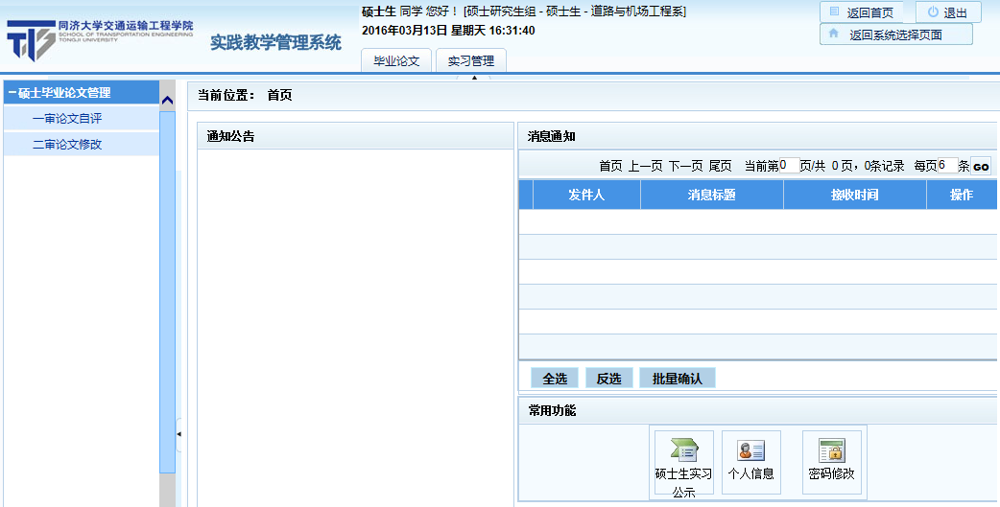 同济大学交通运输工程学院
SCHOOL OF TRANSPORTATION ENGINEERING
TONGJI UNIVERSITY
实践教学管理系统
硕士生 同学 您好！ [硕士研究生组 - 硕士生 - 道路与机场工程系]
2016年03月13日 星期天 16:31:40
毕业论文 实习管理
返回首页 退出
返回系统选择页面
硕士毕业论文管理
一审论文自评
二审论文修改
当前位置： 首页
通知公告
消息通知
首页 上一页 下一页 尾页 当前第0页/共 0 页，0条记录 每页6条GO
发件人 消息标题 接收时间 操作
全选 反选 批量确认
常用功能
硕士生实习
公示
个人信息
密码修改